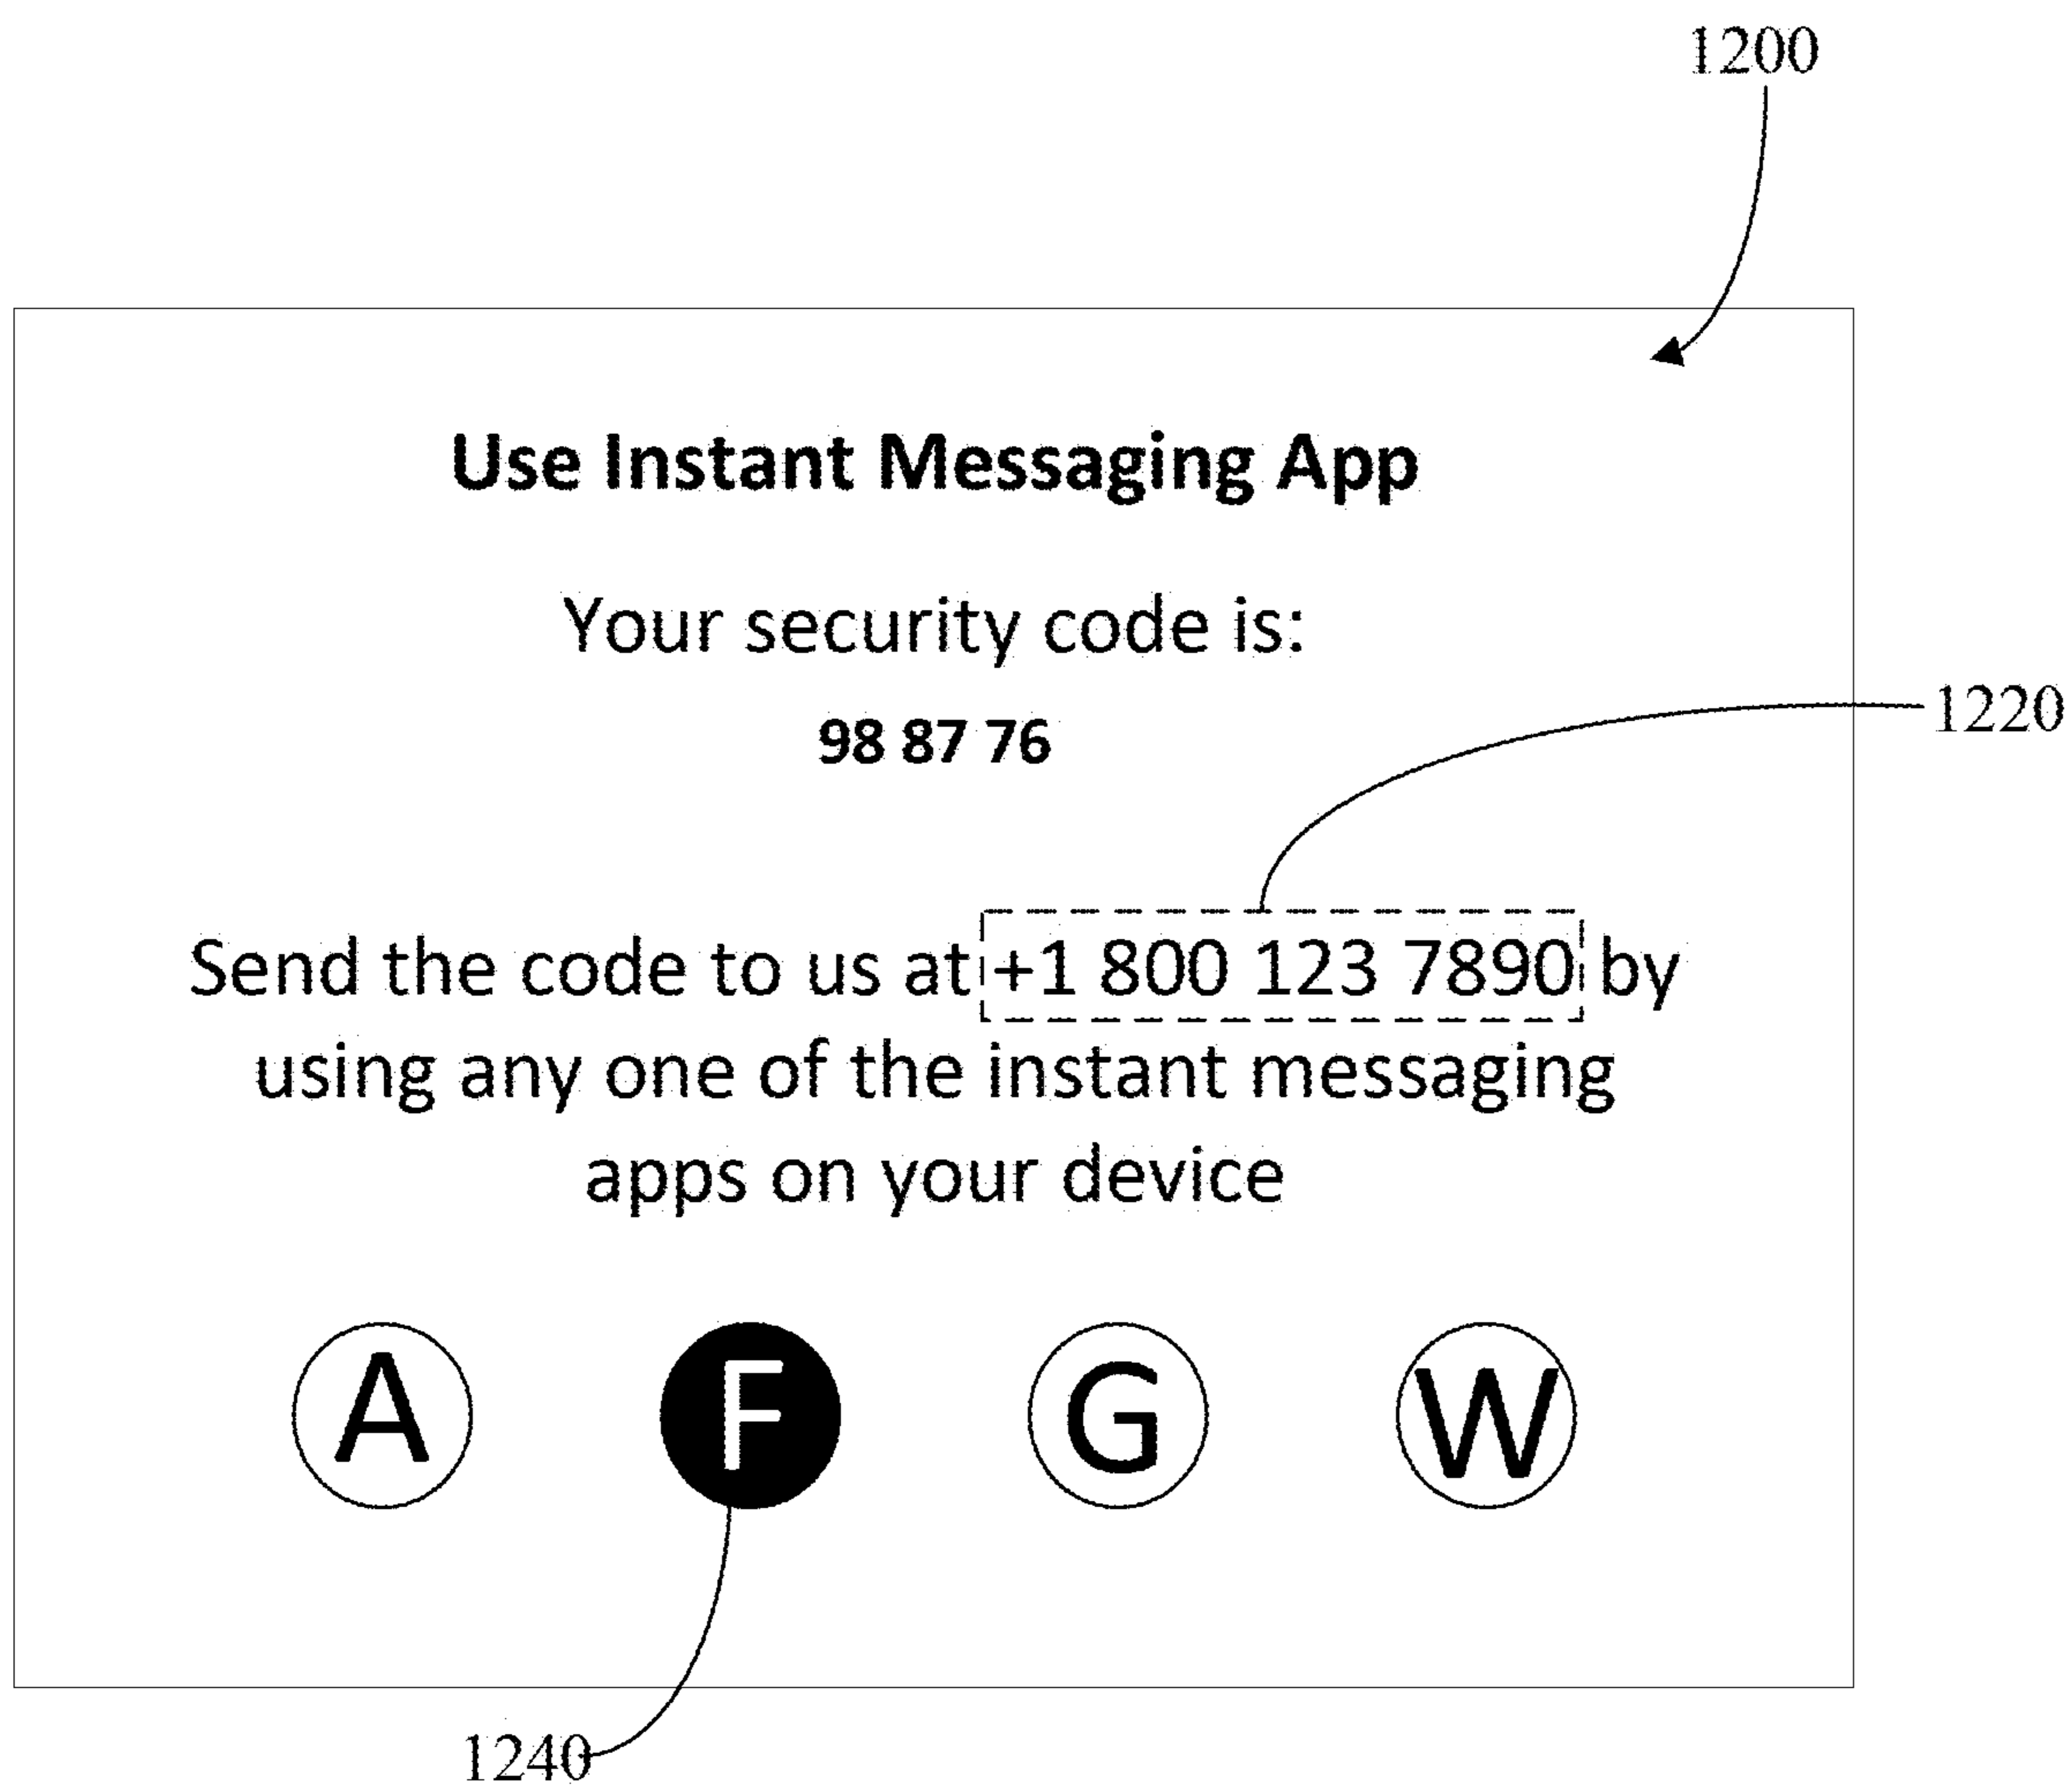 1200
Use Instant Messaging App
Your security code is:
98 87 76
1220
Send the code to us at +1 800 123 7890 by
using any one of the instant messaging
apps on your device
A F G W
1240